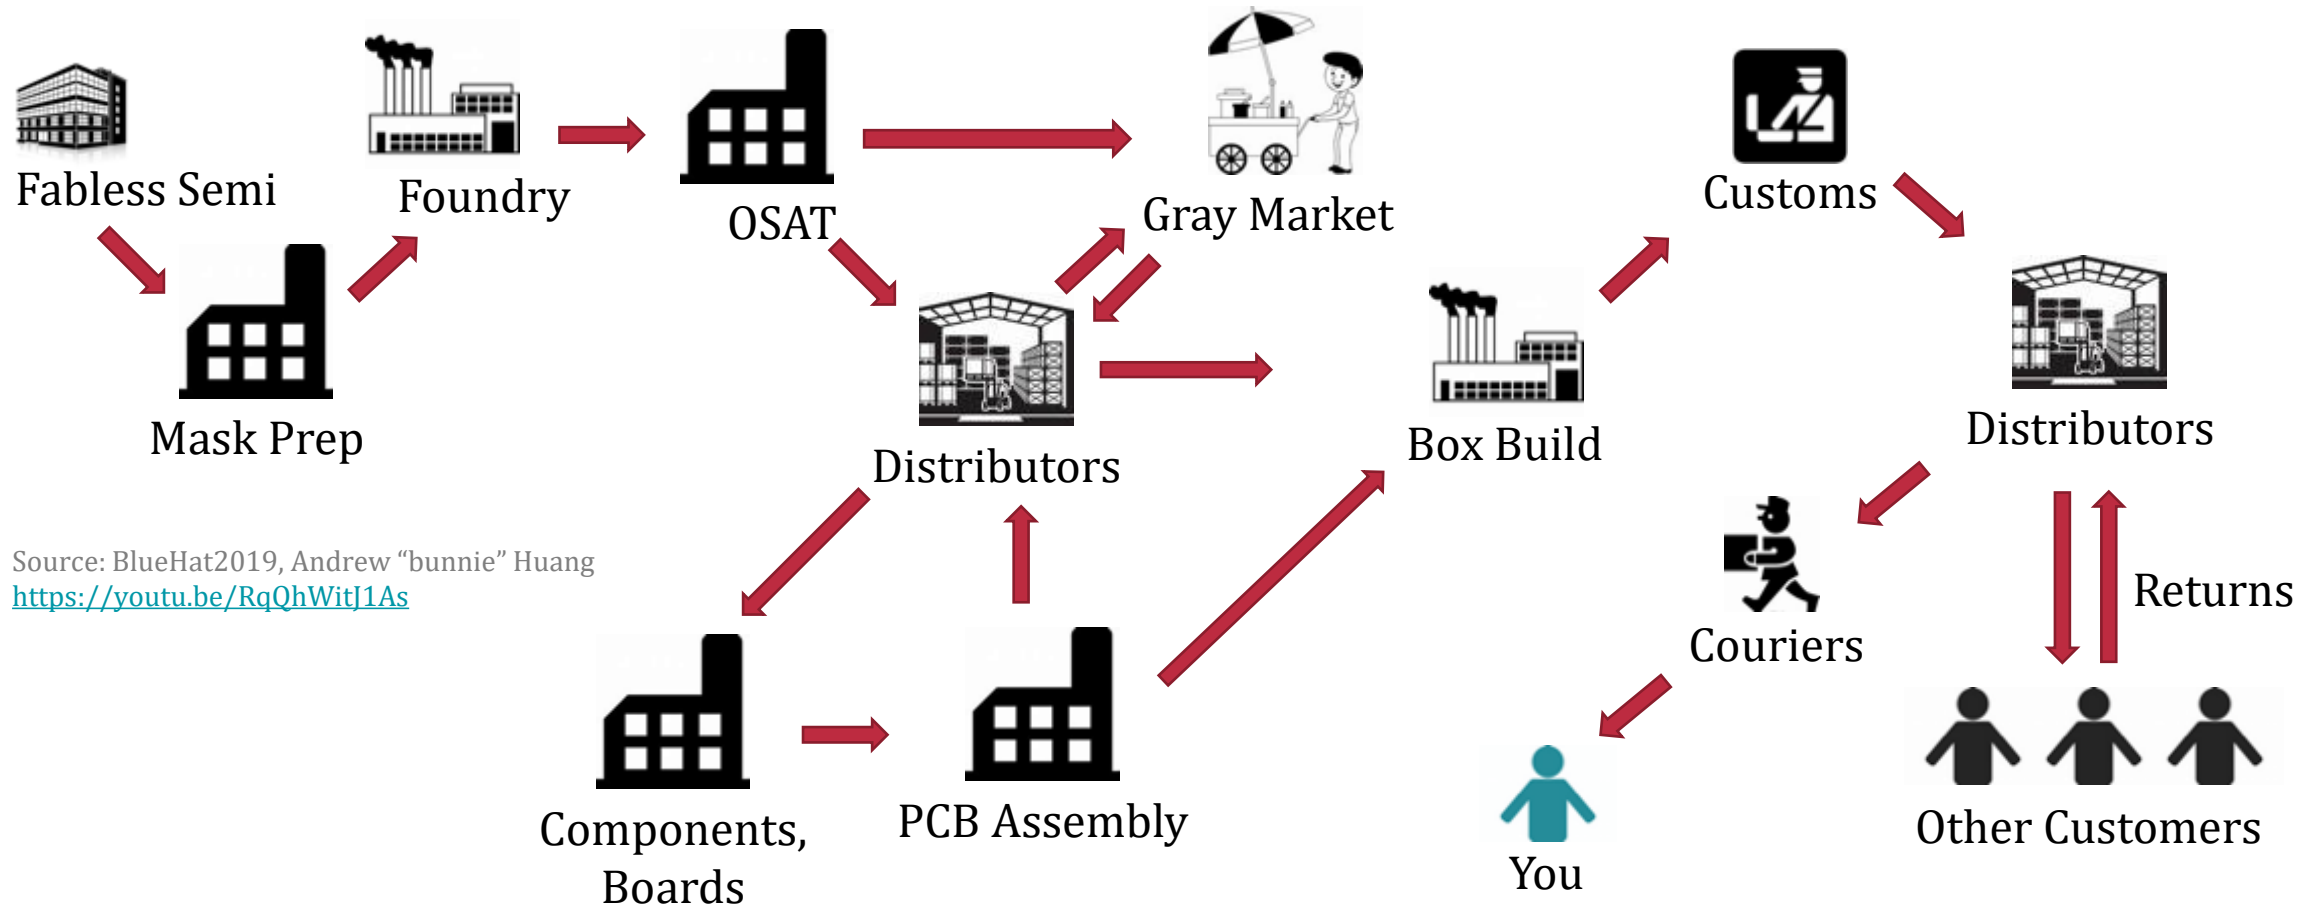 Fabless Semi
Foundry
OSAT
Gray Market
Customs
Mask Prep
Distributors
Box Build
Distributors
Source: BlueHat2019, Andrew “bunnie” Huang
https://youtu.be/RqQhWitJ1As
Returns
Couriers
Components,
Boards
PCB Assembly
You
Other Customers